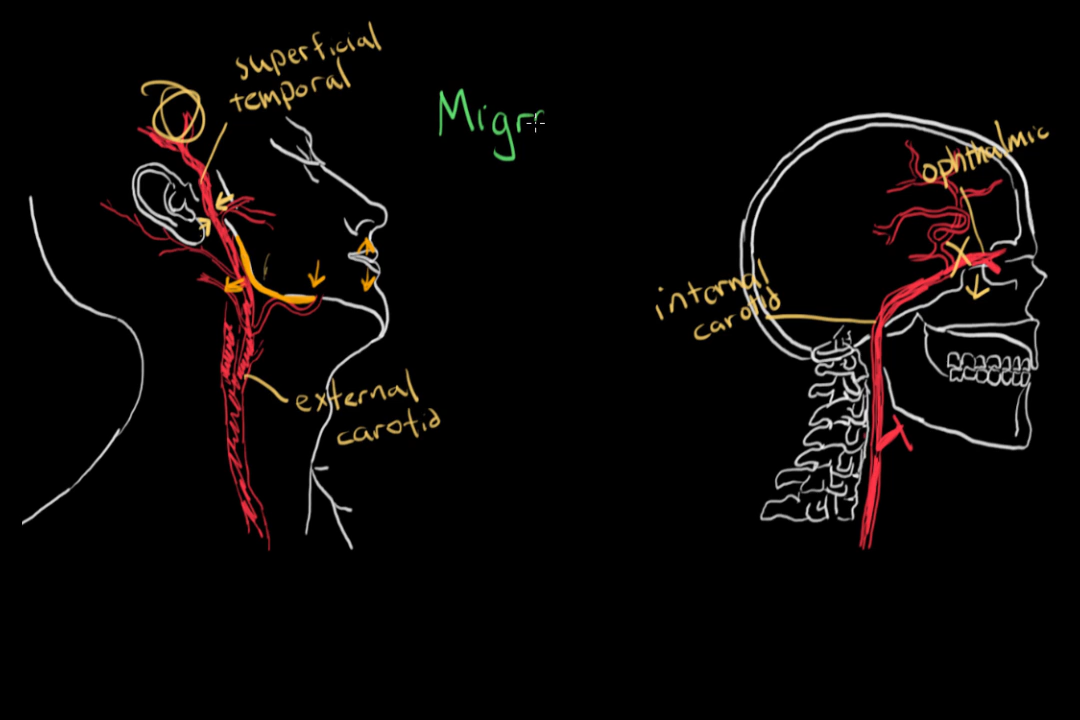 superficial
temporal
Migr
ophthalmic
internal
carotid
external
carotid